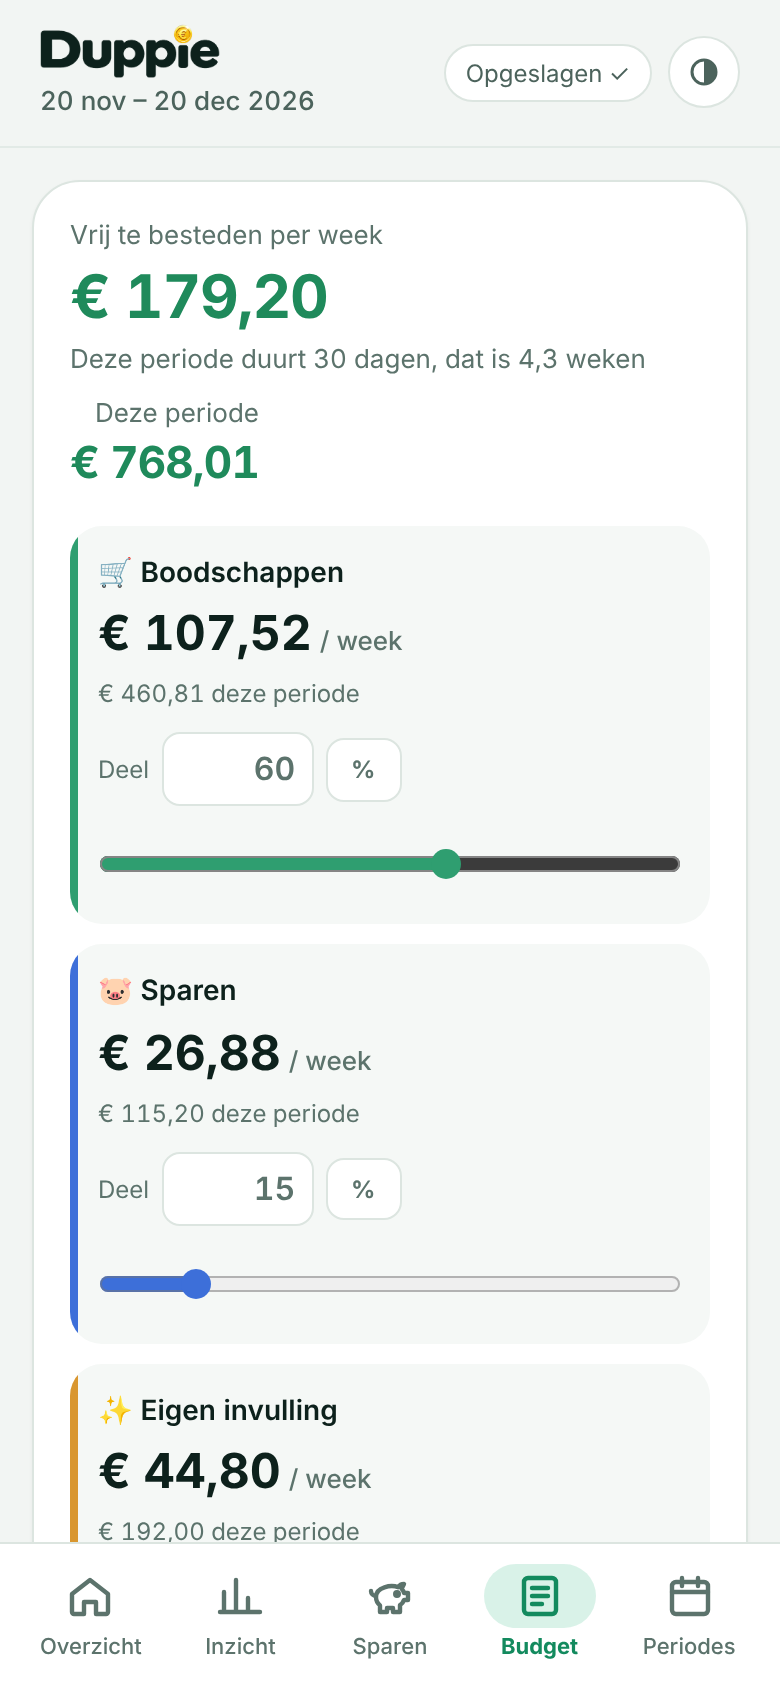 Duppie
20 nov – 20 dec 2026
Opgeslagen ✓
Vrij te besteden per week
€ 179,20
Deze periode duurt 30 dagen, dat is 4,3 weken
Deze periode
€ 768,01
🛒 Boodschappen
€ 107,52 / week
€ 460,81 deze periode
Deel 60 %
🐷 Sparen
€ 26,88 / week
€ 115,20 deze periode
Deel 15 %
✨ Eigen invulling
€ 44,80 / week
€ 192,00 deze periode
Overzicht Inzicht Sparen Budget Periodes